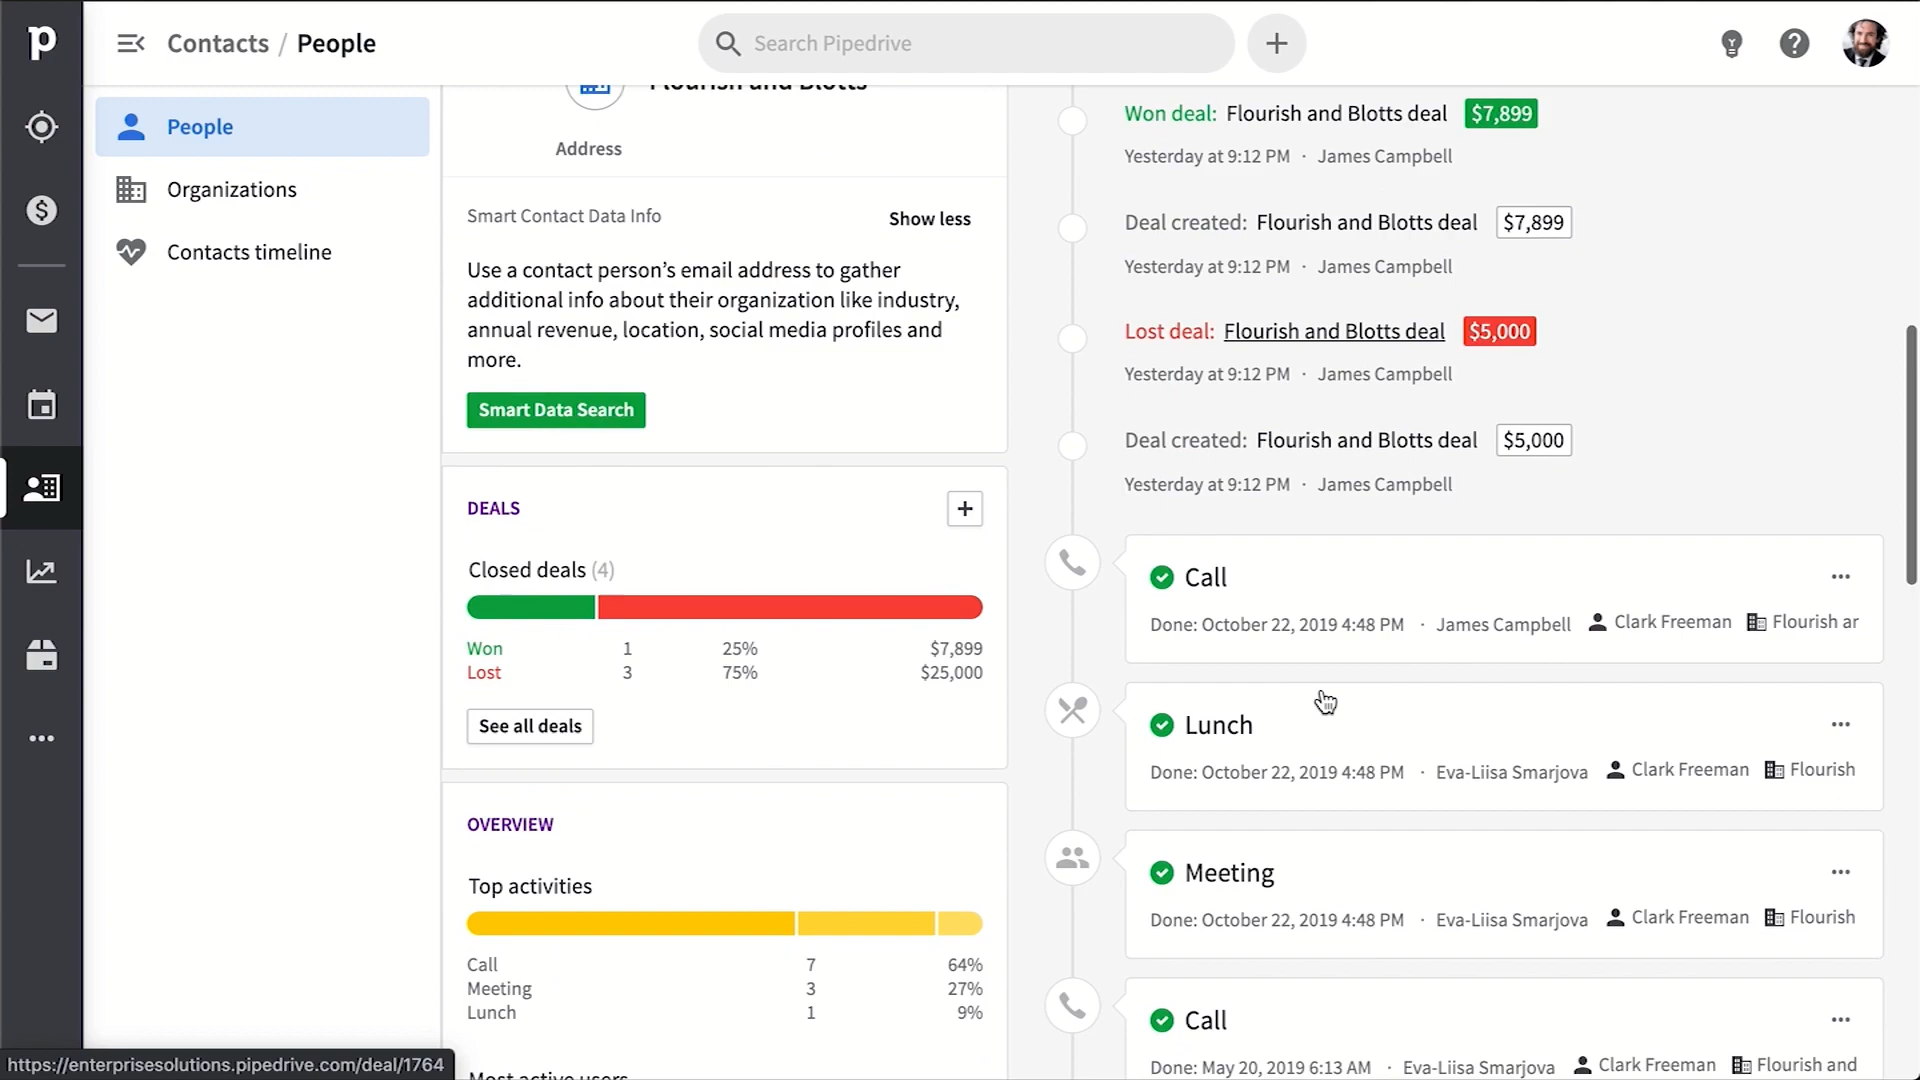 p
Contacts / People
Search Pipedrive
People
Organizations
Contacts timeline
Flourish and Blotts
Address
Smart Contact Data Info
Show less
Use a contact person’s email address to gather
additional info about their organization like industry,
annual revenue, location, social media profiles and
more.
Smart Data Search
DEALS
Closed deals (4)
Won 1 25% $7,899
Lost 3 75% $25,000
See all deals
OVERVIEW
Top activities
Call 7 64%
Meeting 3 27%
Lunch 1 9%
Most active users
Won deal: Flourish and Blotts deal $7,899
Yesterday at 9:12 PM · James Campbell
Deal created: Flourish and Blotts deal $7,899
Yesterday at 9:12 PM · James Campbell
Lost deal: Flourish and Blotts deal $5,000
Yesterday at 9:12 PM · James Campbell
Deal created: Flourish and Blotts deal $5,000
Yesterday at 9:12 PM · James Campbell
Call
Done: October 22, 2019 4:48 PM · James Campbell Clark Freeman Flourish ar
Lunch
Done: October 22, 2019 4:48 PM · Eva-Liisa Smarjova Clark Freeman Flourish
Meeting
Done: October 22, 2019 4:48 PM · Eva-Liisa Smarjova Clark Freeman Flourish
Call
Done: May 20, 2019 6:13 AM · Eva-Liisa Smarjova Clark Freeman Flourish and
https://enterprisesolutions.pipedrive.com/deal/1764